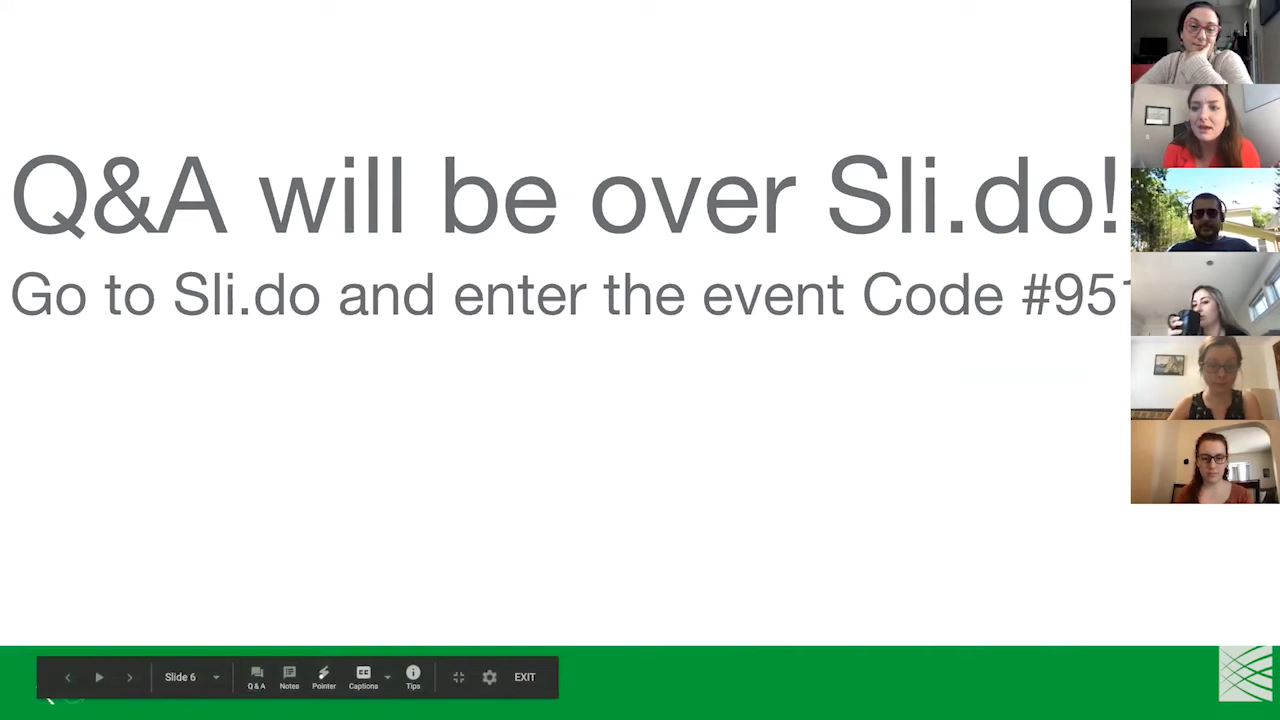 Q&A will be over Sli.do!
Go to Sli.do and enter the event Code
Slide 6
Q & A
Notes
Pointer
Captions
Tips
EXIT